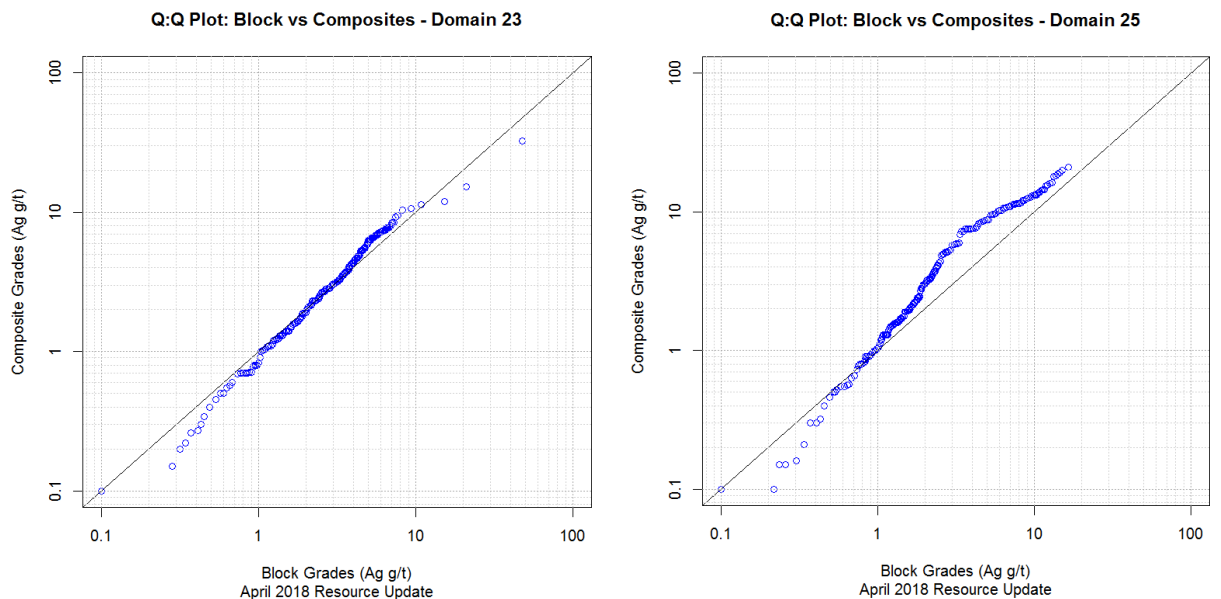 Q:Q Plot: Block vs Composites - Domain 23
100
10
1
0.1
Composite Grades (Ag g/t)
0.1 1 10 100
Block Grades (Ag g/t)
April 2018 Resource Update
Q:Q Plot: Block vs Composites - Domain 25
100
10
1
0.1
Composite Grades (Ag g/t)
0.1 1 10 100
Block Grades (Ag g/t)
April 2018 Resource Update